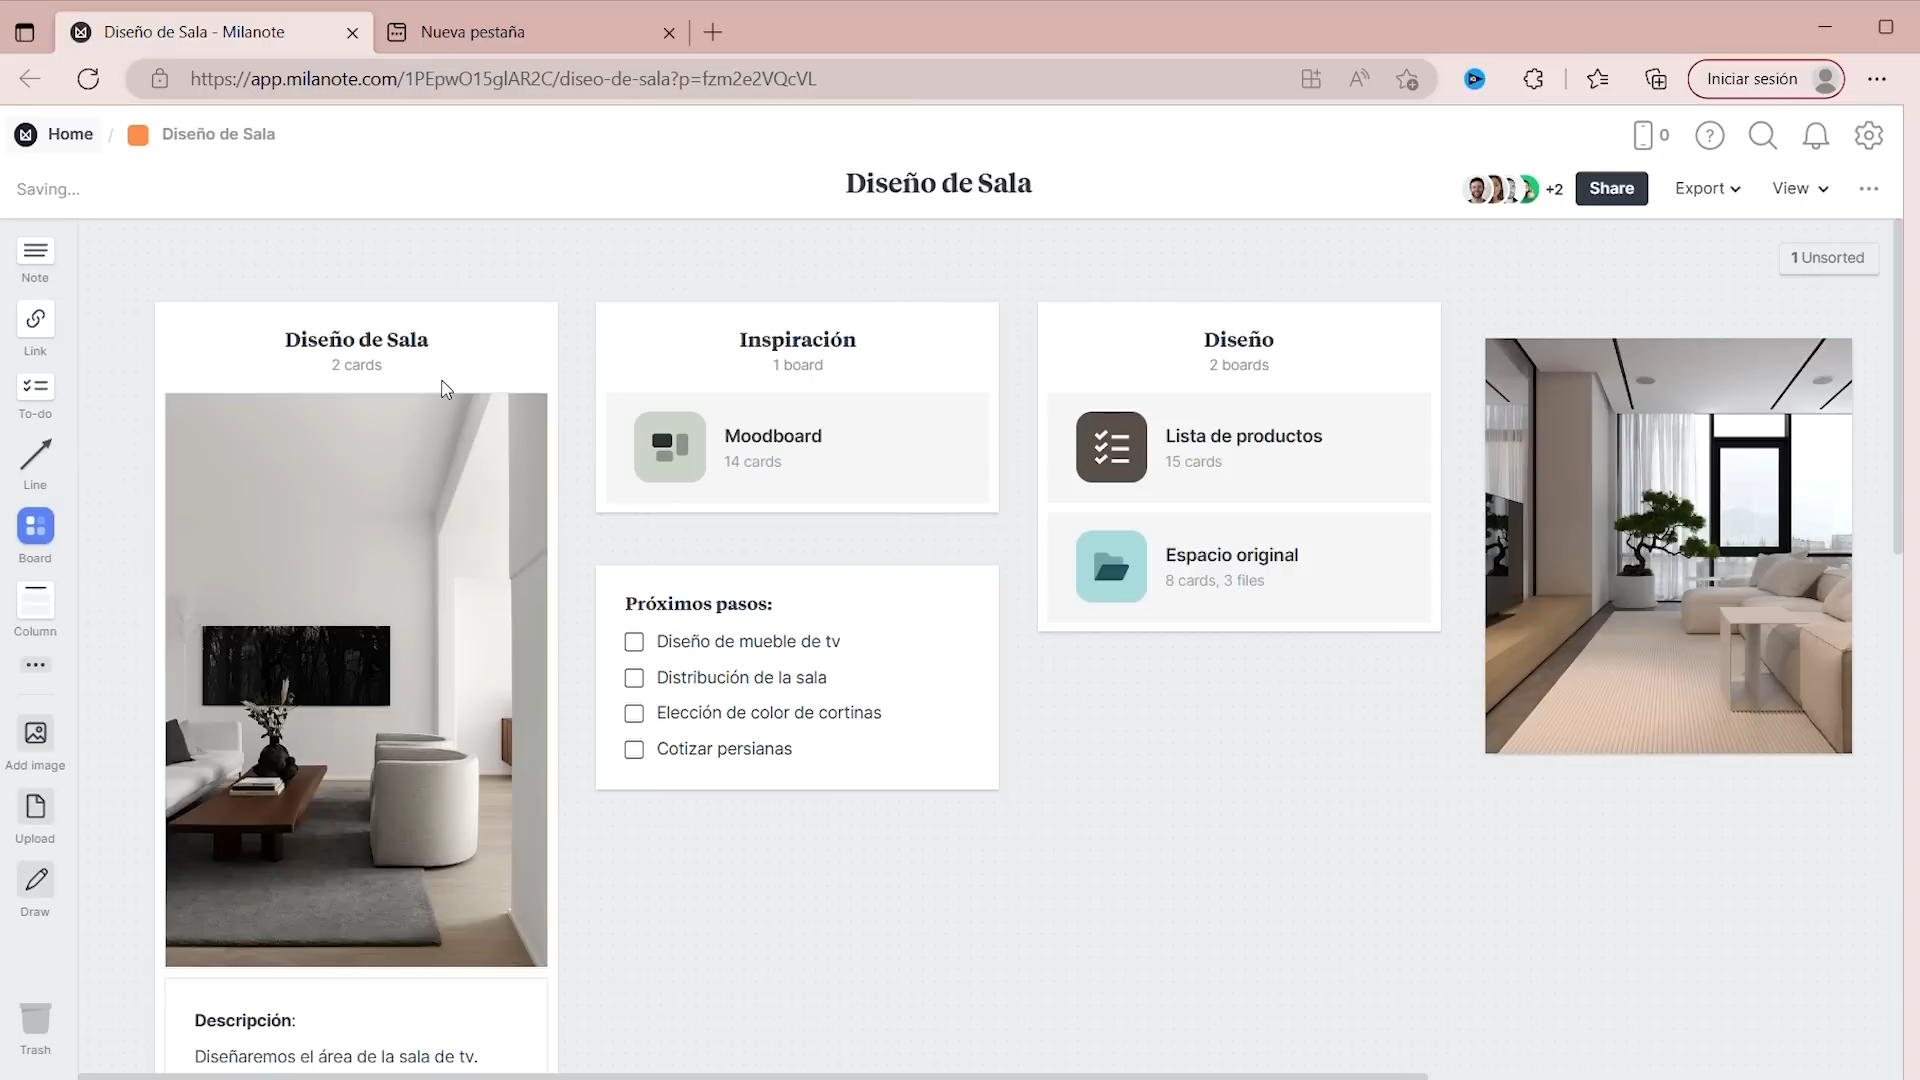 Diseño de Sala - Milanote
Nueva pestaña
https://app.milanote.com/1PEpwO15glAR2C/diseo-de-sala?p=fzm2e2VQcVL
Iniciar sesión
Home / Diseño de Sala
0
Saving...
Diseño de Sala
+2
Share
Export
View
1 Unsorted
Note
Link
To-do
Line
Board
Column
Add image
Upload
Draw
Trash
Diseño de Sala
2 cards
Descripción:
Diseñaremos el área de la sala de tv.
Inspiración
1 board
Moodboard
14 cards
Próximos pasos:
Diseño de mueble de tv
Distribución de la sala
Elección de color de cortinas
Cotizar persianas
Diseño
2 boards
Lista de productos
15 cards
Espacio original
8 cards, 3 files